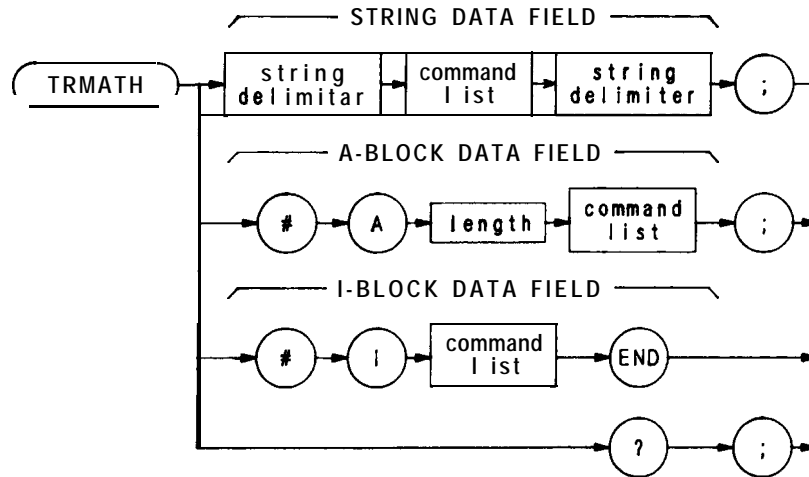 STRING DATA FIELD
TRMATH
string delimitar
command list
string delimiter
;
A-BLOCK DATA FIELD
# A length
command list
;
I-BLOCK DATA FIELD
# I
command list
END
? ;